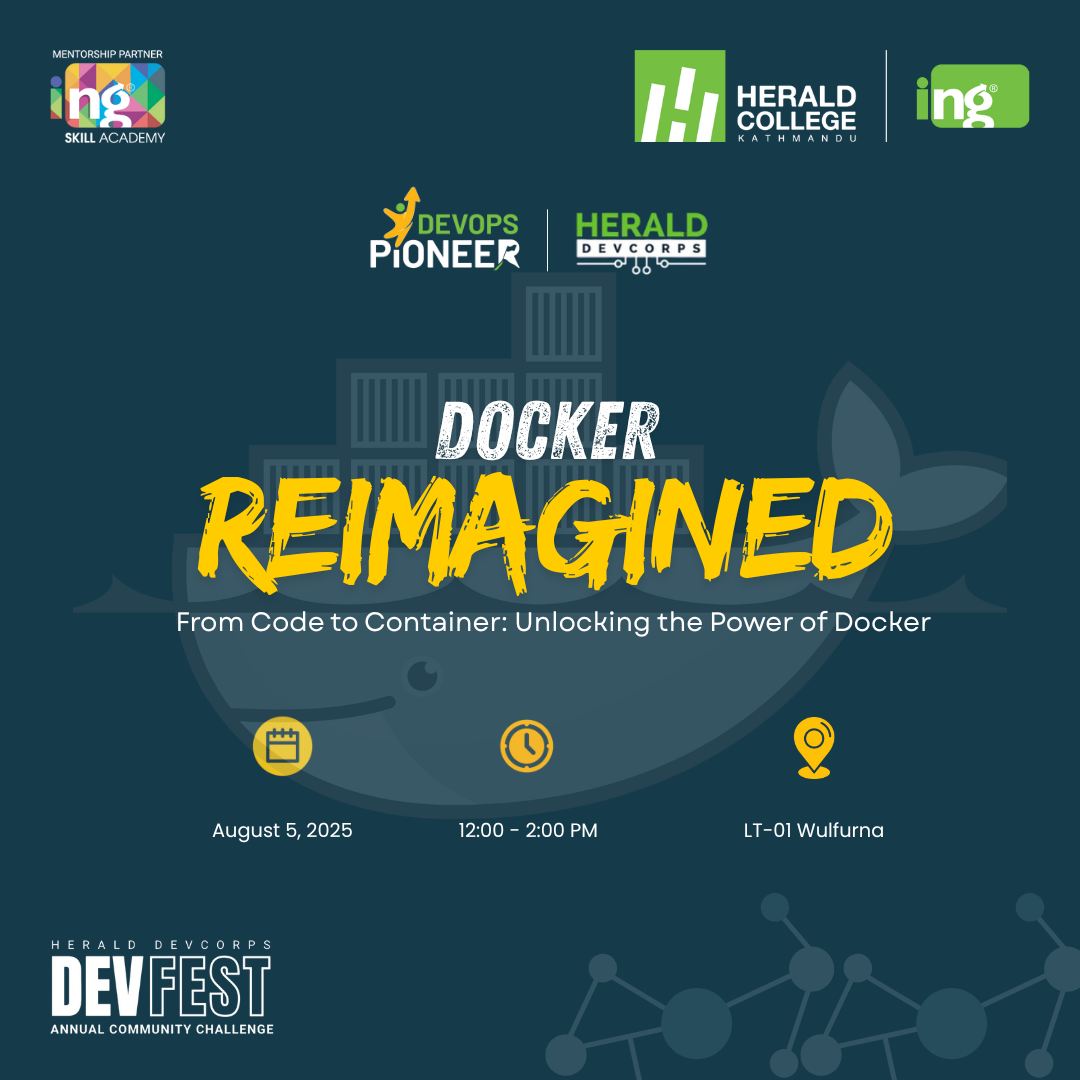 MENTORSHIP PARTNER
ing®
SKILL ACADEMY
HERALD
COLLEGE
KATHMANDU
ing®
DEVOPS
PiONEER
HERALD
DEVCORPS
DOCKER
REIMAGINED
From Code to Container: Unlocking the Power of Docker
August 5, 2025
12:00 - 2:00 PM
LT-01 Wulfurna
HERALD DEVCORPS
DEVFEST
ANNUAL COMMUNITY CHALLENGE